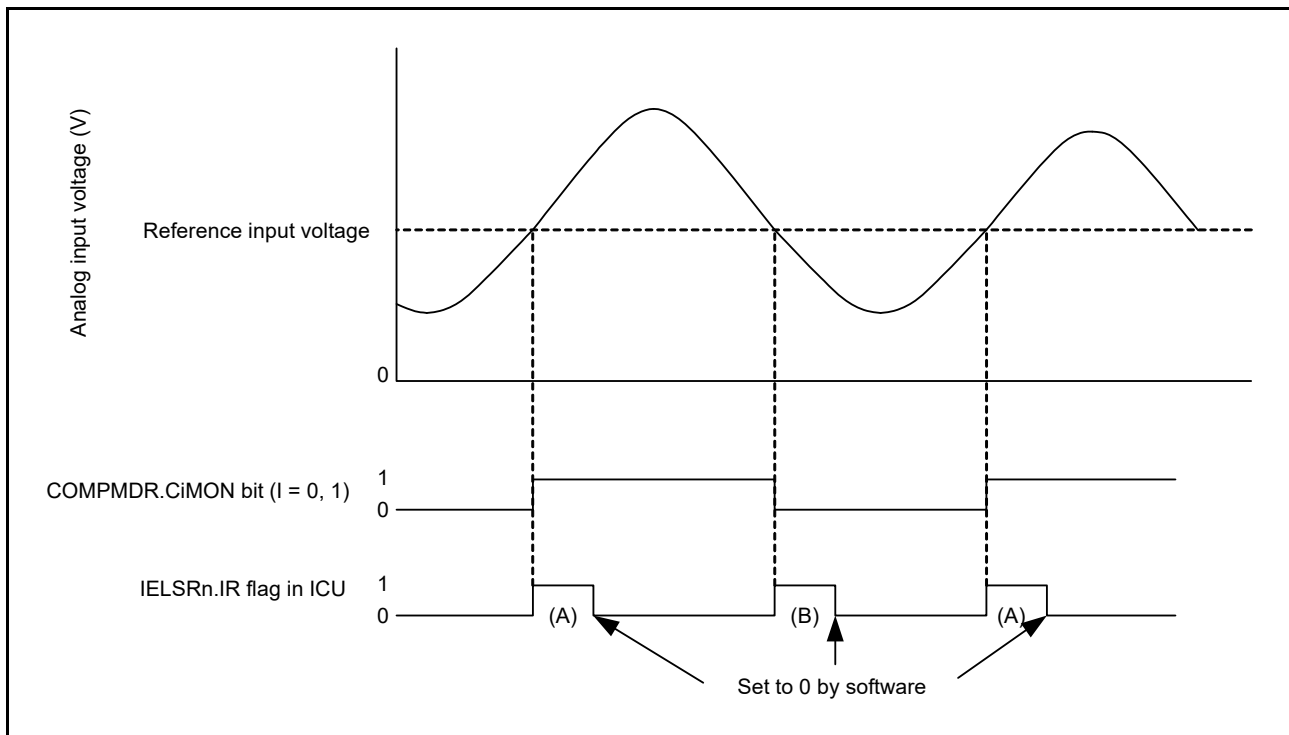 Analog input voltage (V)
Reference input voltage
0
COMPMDR.CiMON bit (I = 0, 1)
1
0
IELSRn.IR flag in ICU
1
0
(A)
(B)
(A)
Set to 0 by software